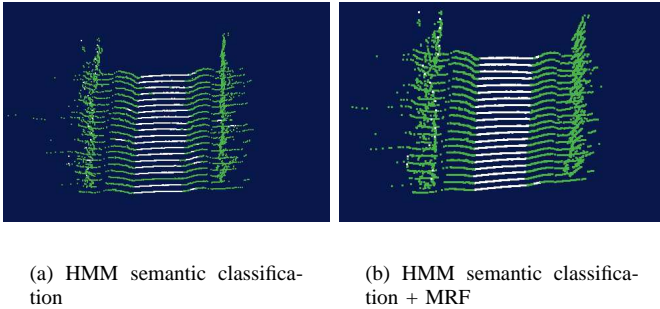 (a) HMM semantic classifica-
tion
(b) HMM semantic classifica-
tion + MRF